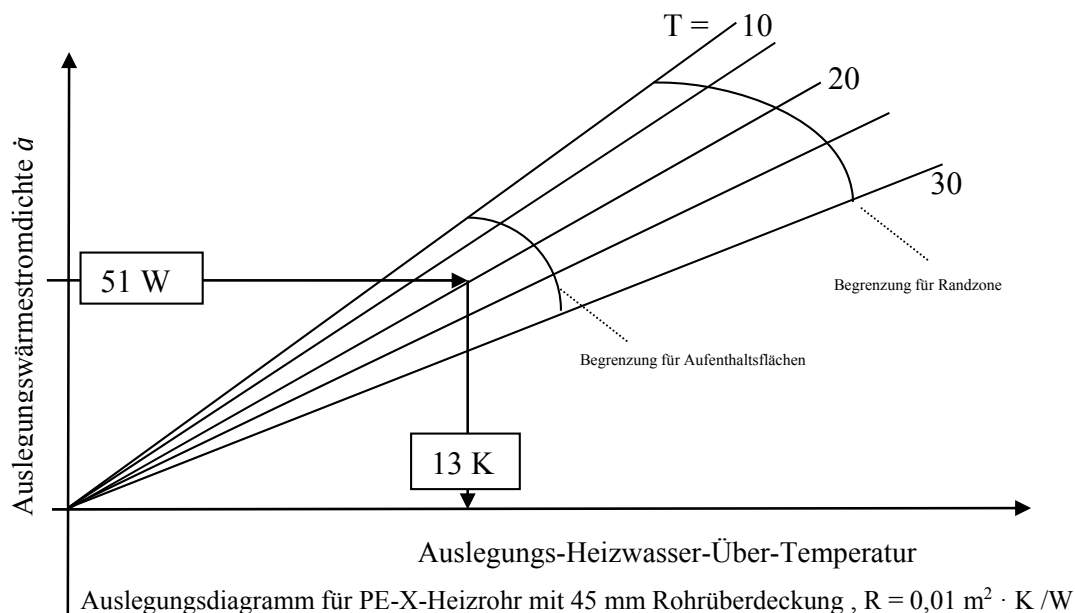 T = 10
20
30
Auslegungswärmestromdichte q̇
51 W
Begrenzung für Randzone
Begrenzung für Aufenthaltsflächen
13 K
Auslegungs-Heizwasser-Über-Temperatur
Auslegungsdiagramm für PE-X-Heizrohr mit 45 mm Rohrüberdeckung , R = 0,01 m² · K /W